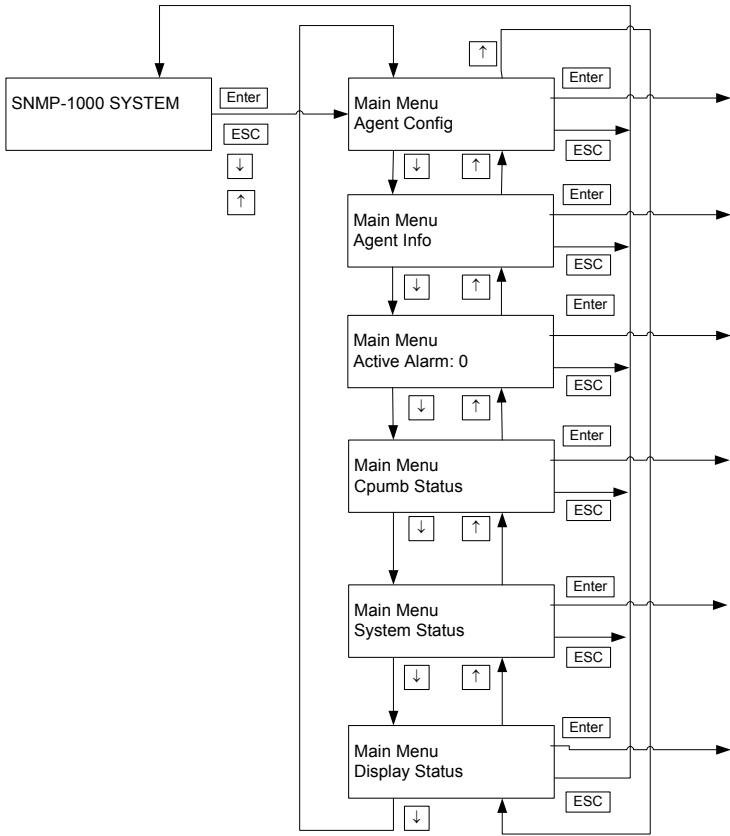 ↑
Enter
SNMP-1000 SYSTEM
Enter
Main Menu
Agent Config
ESC
ESC
↓
↑
↓
↑
Enter
Main Menu
Agent Info
ESC
↓
↑
Enter
Main Menu
Active Alarm: 0
ESC
↓
↑
Enter
Main Menu
Cpumb Status
ESC
↓
↑
Enter
Main Menu
System Status
ESC
↓
↑
Enter
Main Menu
Display Status
ESC
↓